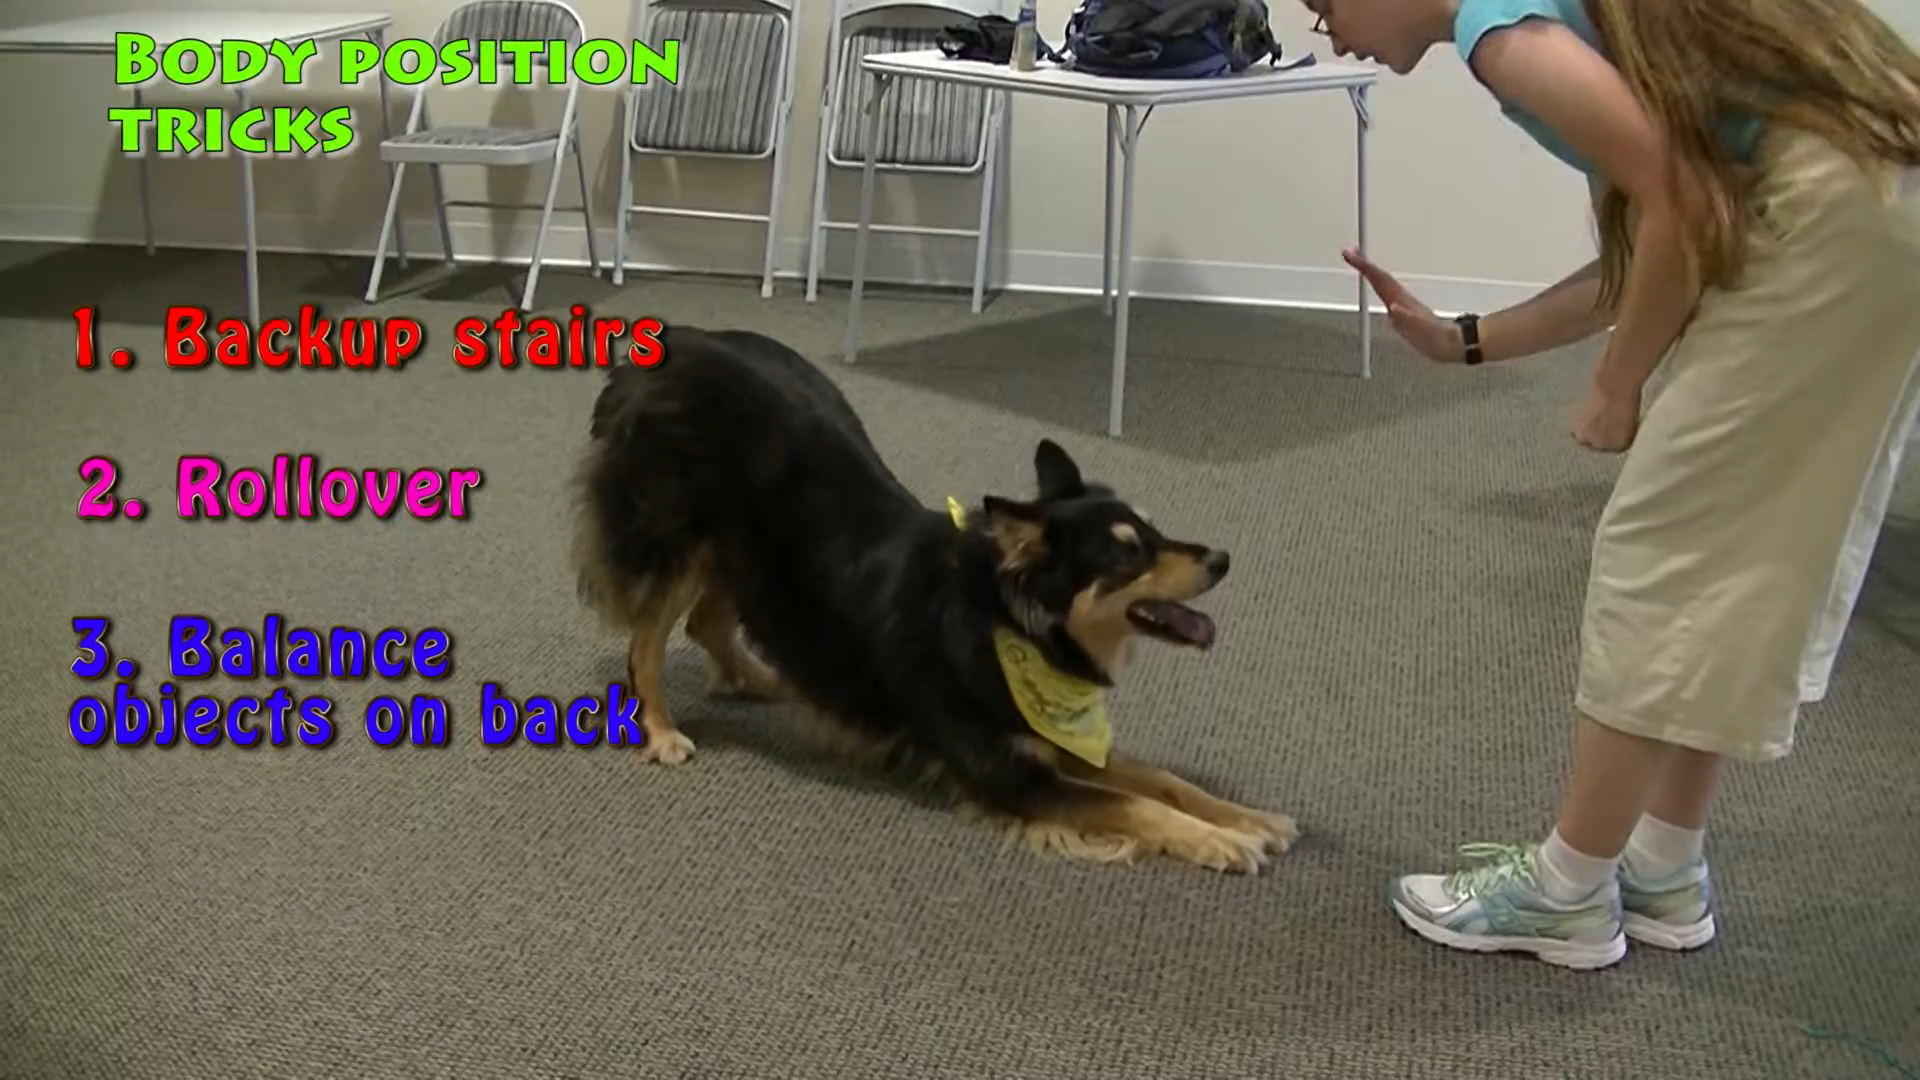 Body position
tricks
1. Backup stairs
2. Rollover
3. Balance
objects on back